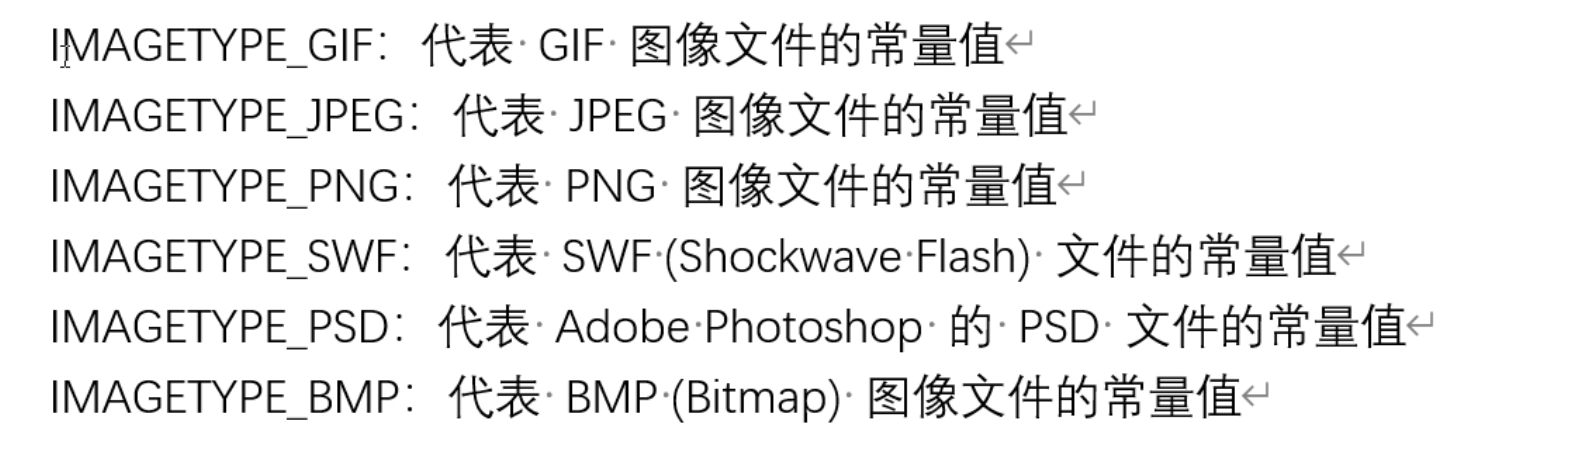 IMAGETYPE_GIF： 代表 GIF 图像文件的常量值
IMAGETYPE_JPEG： 代表 JPEG 图像文件的常量值
IMAGETYPE_PNG： 代表 PNG 图像文件的常量值
IMAGETYPE_SWF： 代表 SWF (Shockwave Flash) 文件的常量值
IMAGETYPE_PSD： 代表 Adobe Photoshop 的 PSD 文件的常量值
IMAGETYPE_BMP： 代表 BMP (Bitmap) 图像文件的常量值